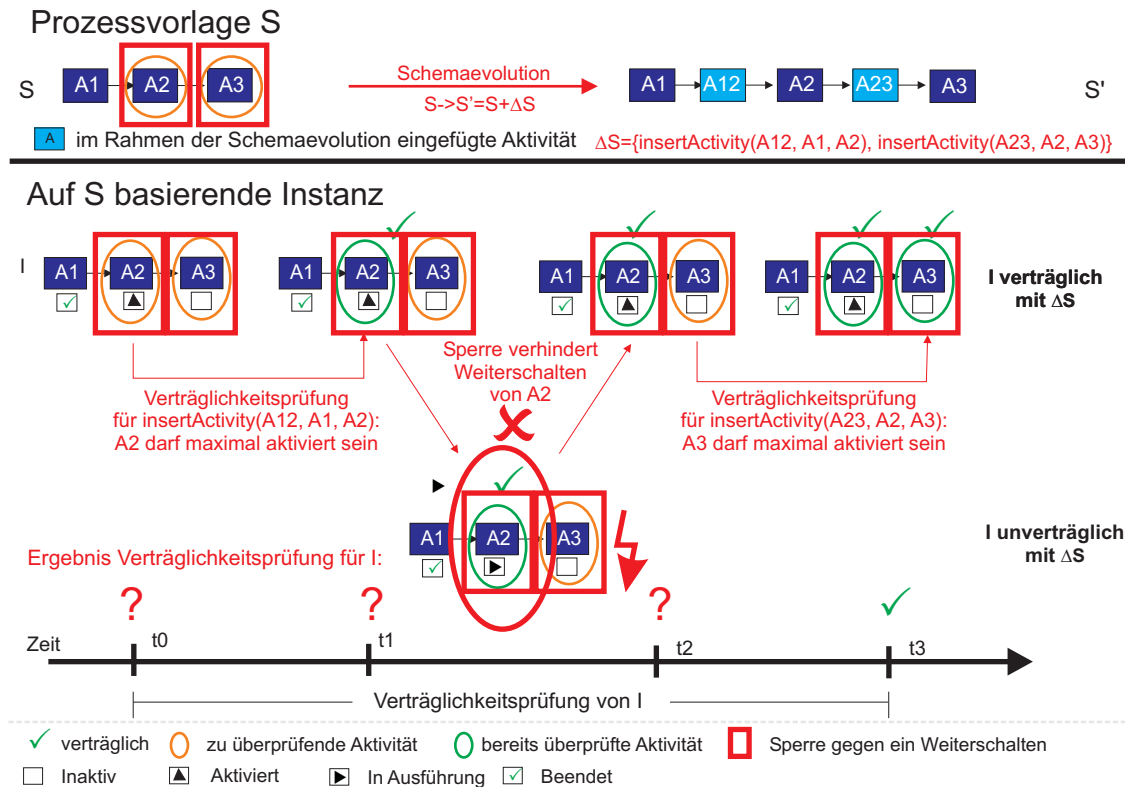 Prozessvorlage S
S
A1
A2
A3
Schemaevolution
S->S'=S+ΔS
A1
A12
A2
A23
A3
S'
A im Rahmen der Schemaevolution eingefügte Aktivität
ΔS={insertActivity(A12, A1, A2), insertActivity(A23, A2, A3)}
Auf S basierende Instanz
I
A1
A2
A3
A1
A2
A3
A1
A2
A3
A1
A2
A3
I verträglich
mit ΔS
Sperre verhindert
Weiterschalten
von A2
Verträglichkeitsprüfung
für insertActivity(A12, A1, A2):
A2 darf maximal aktiviert sein
Verträglichkeitsprüfung
für insertActivity(A23, A2, A3):
A3 darf maximal aktiviert sein
A1
A2
A3
I unverträglich
mit ΔS
Ergebnis Verträglichkeitsprüfung für I:
?
?
?
Zeit
t0
t1
t2
t3
Verträglichkeitsprüfung von I
verträglich
zu überprüfende Aktivität
bereits überprüfte Aktivität
Sperre gegen ein Weiterschalten
Inaktiv
Aktiviert
In Ausführung
Beendet